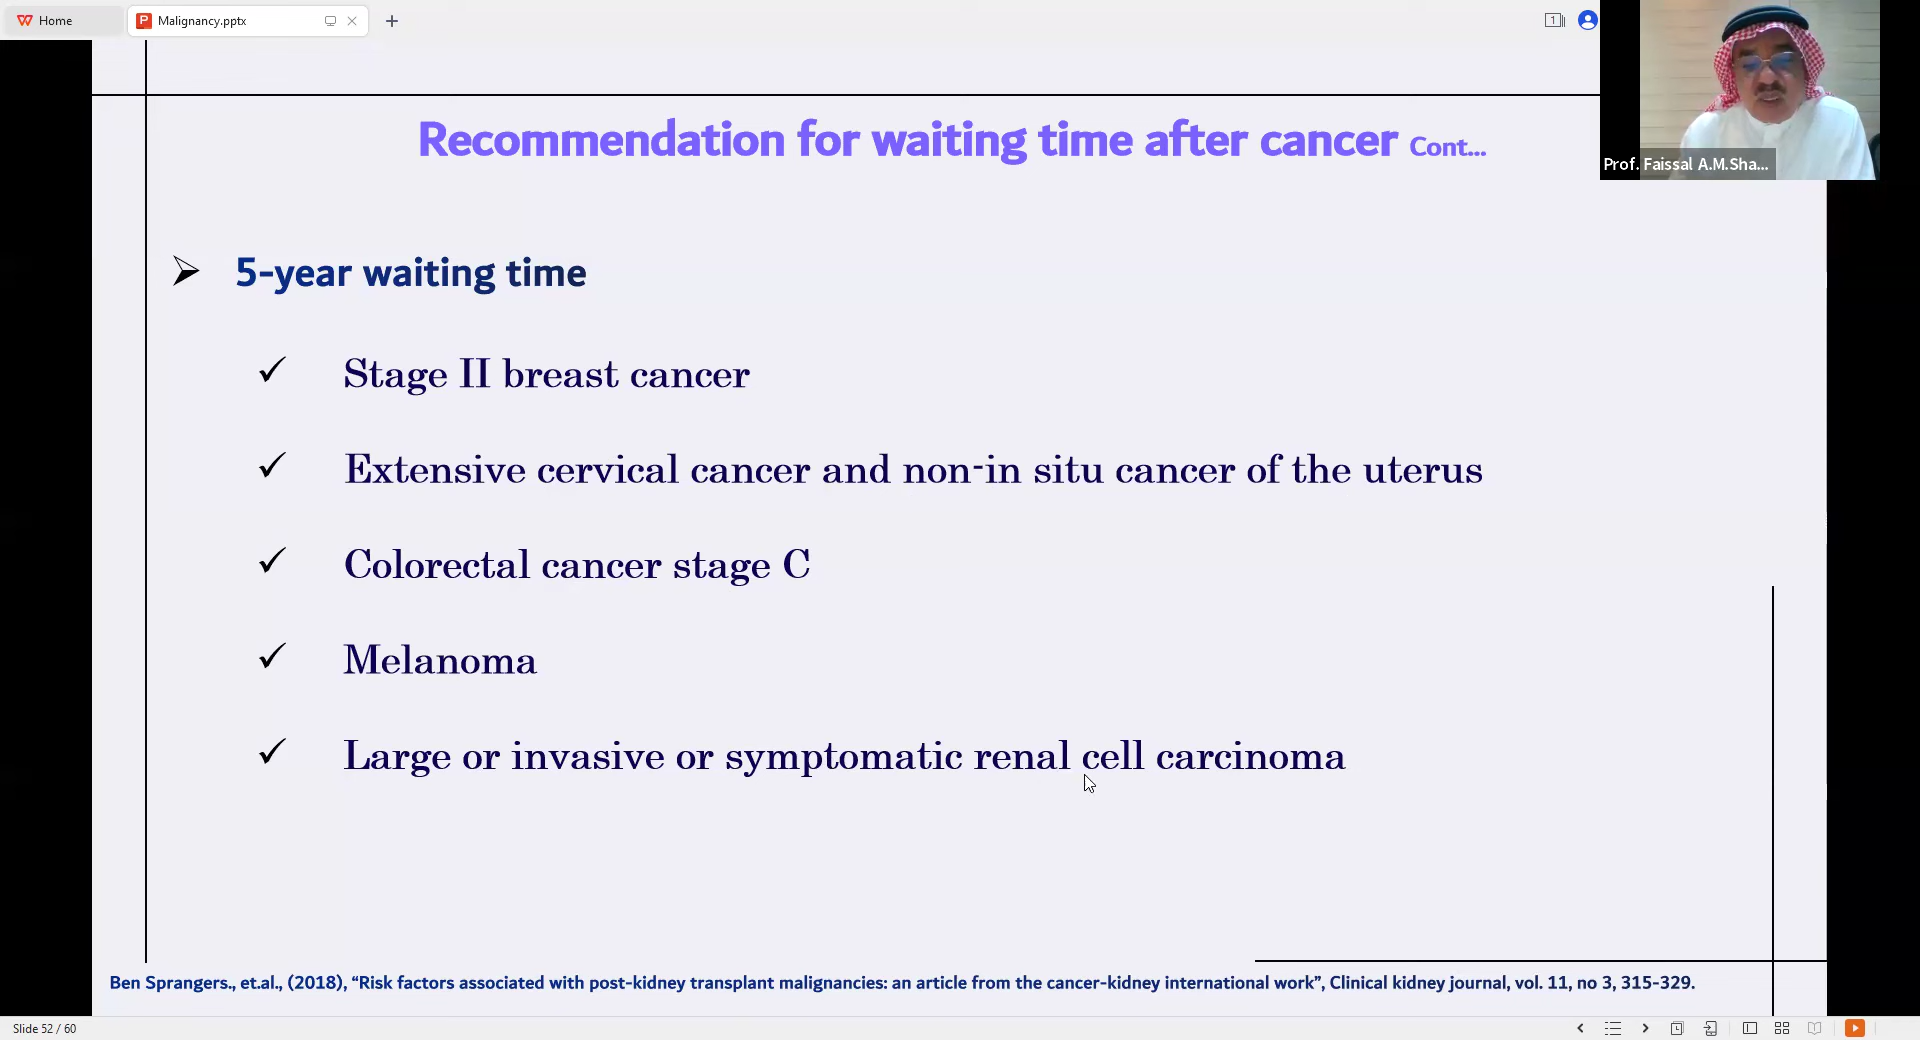 Home
Malignancy.pptx
1
Prof. Faissal A.M.Sha...
Recommendation for waiting time after cancer Cont...
5-year waiting time
Stage II breast cancer
Extensive cervical cancer and non-in situ cancer of the uterus
Colorectal cancer stage C
Melanoma
Large or invasive or symptomatic renal cell carcinoma
Ben Sprangers., et.al., (2018), “Risk factors associated with post-kidney transplant malignancies: an article from the cancer-kidney international work”, Clinical kidney journal, vol. 11, no 3, 315-329.
Slide 52 / 60